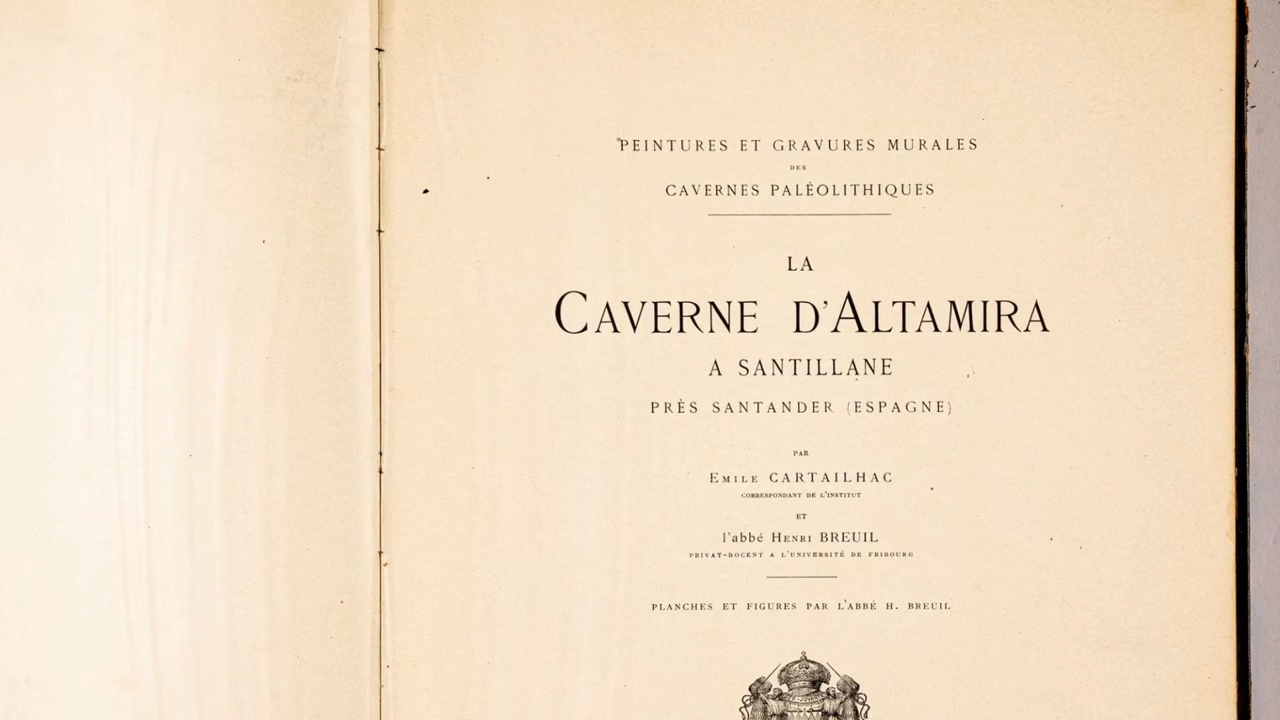 PEINTURES ET GRAVURES MURALES
DES
CAVERNES PALÉOLITHIQUES
LA
CAVERNE D'ALTAMIRA
A SANTILLANE
PRÈS SANTANDER (ESPAGNE)
PAR
EMILE CARTAILHAC
CORRESPONDANT DE L'INSTITUT
ET
l'abbé HENRI BREUIL
PRIVAT-DOCENT A L'UNIVERSITÉ DE FRIBOURG
PLANCHES ET FIGURES PAR L'ABBÉ H. BREUIL